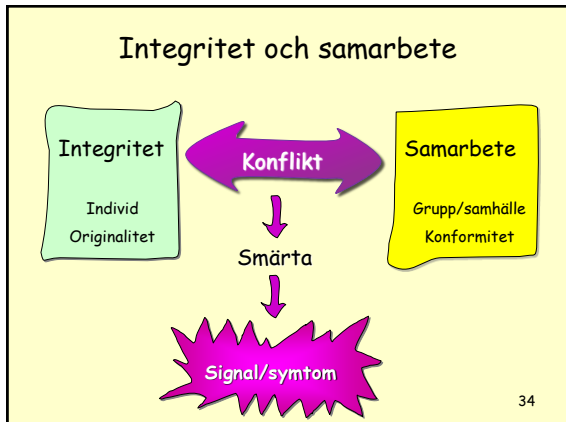 Integritet och samarbete
Integritet
Individ
Originalitet
Konflikt
Samarbete
Grupp/samhälle
Konformitet
Smärta
Signal/symtom
34